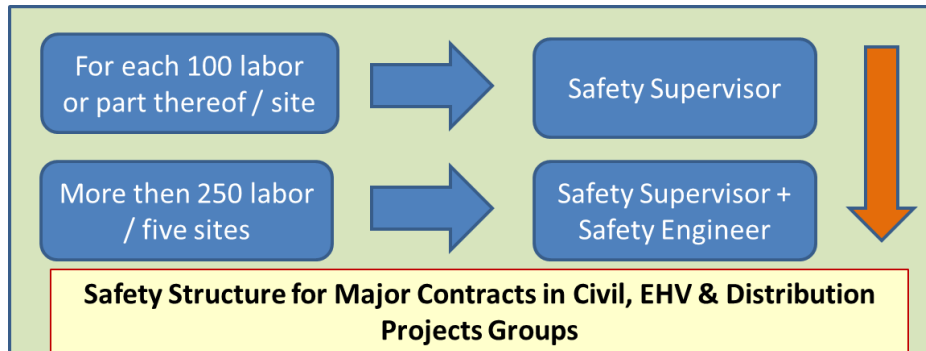 For each 100 labor
or part thereof / site
Safety Supervisor
More then 250 labor
/ five sites
Safety Supervisor +
Safety Engineer
Safety Structure for Major Contracts in Civil, EHV & Distribution
Projects Groups